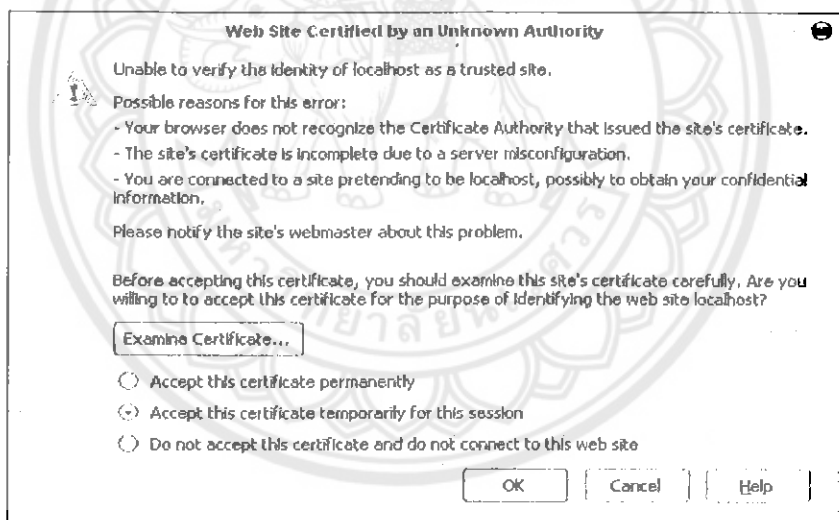 Web Site Certified by an Unknown Authority
Unable to verify the identity of localhost as a trusted site.
Possible reasons for this error:
- Your browser does not recognize the Certificate Authority that issued the site's certificate.
- The site's certificate is incomplete due to a server misconfiguration.
- You are connected to a site pretending to be localhost, possibly to obtain your confidential
information.
Please notify the site's webmaster about this problem.
Before accepting this certificate, you should examine this site's certificate carefully. Are you
willing to to accept this certificate for the purpose of identifying the web site localhost?
Examine Certificate...
Accept this certificate permanently
Accept this certificate temporarily for this session
Do not accept this certificate and do not connect to this web site
OK Cancel Help